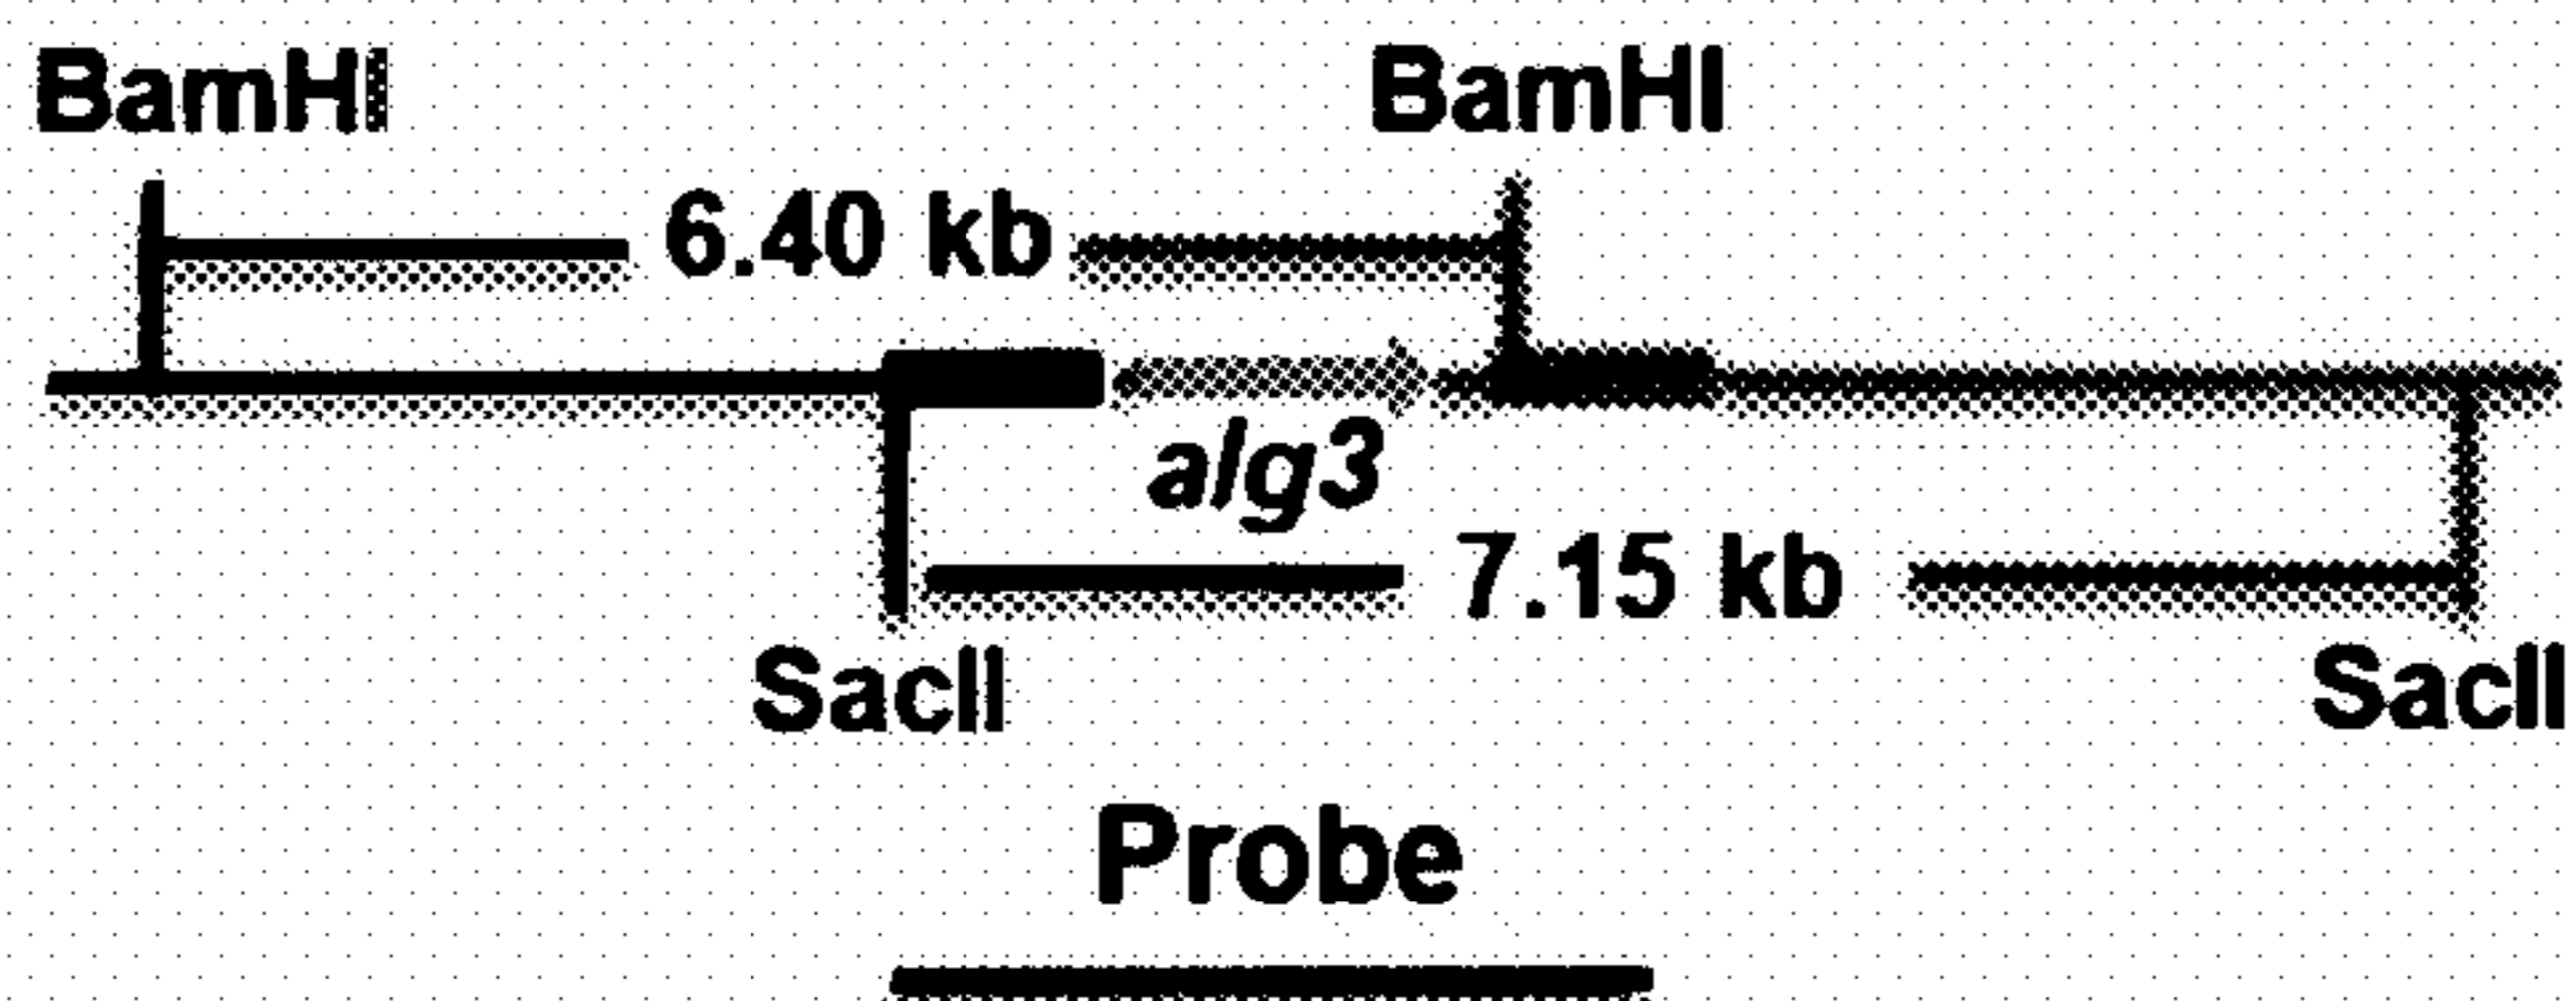 BamHI BamHI
6.40 kb
alg3
7.15 kb
SacII SacII
Probe